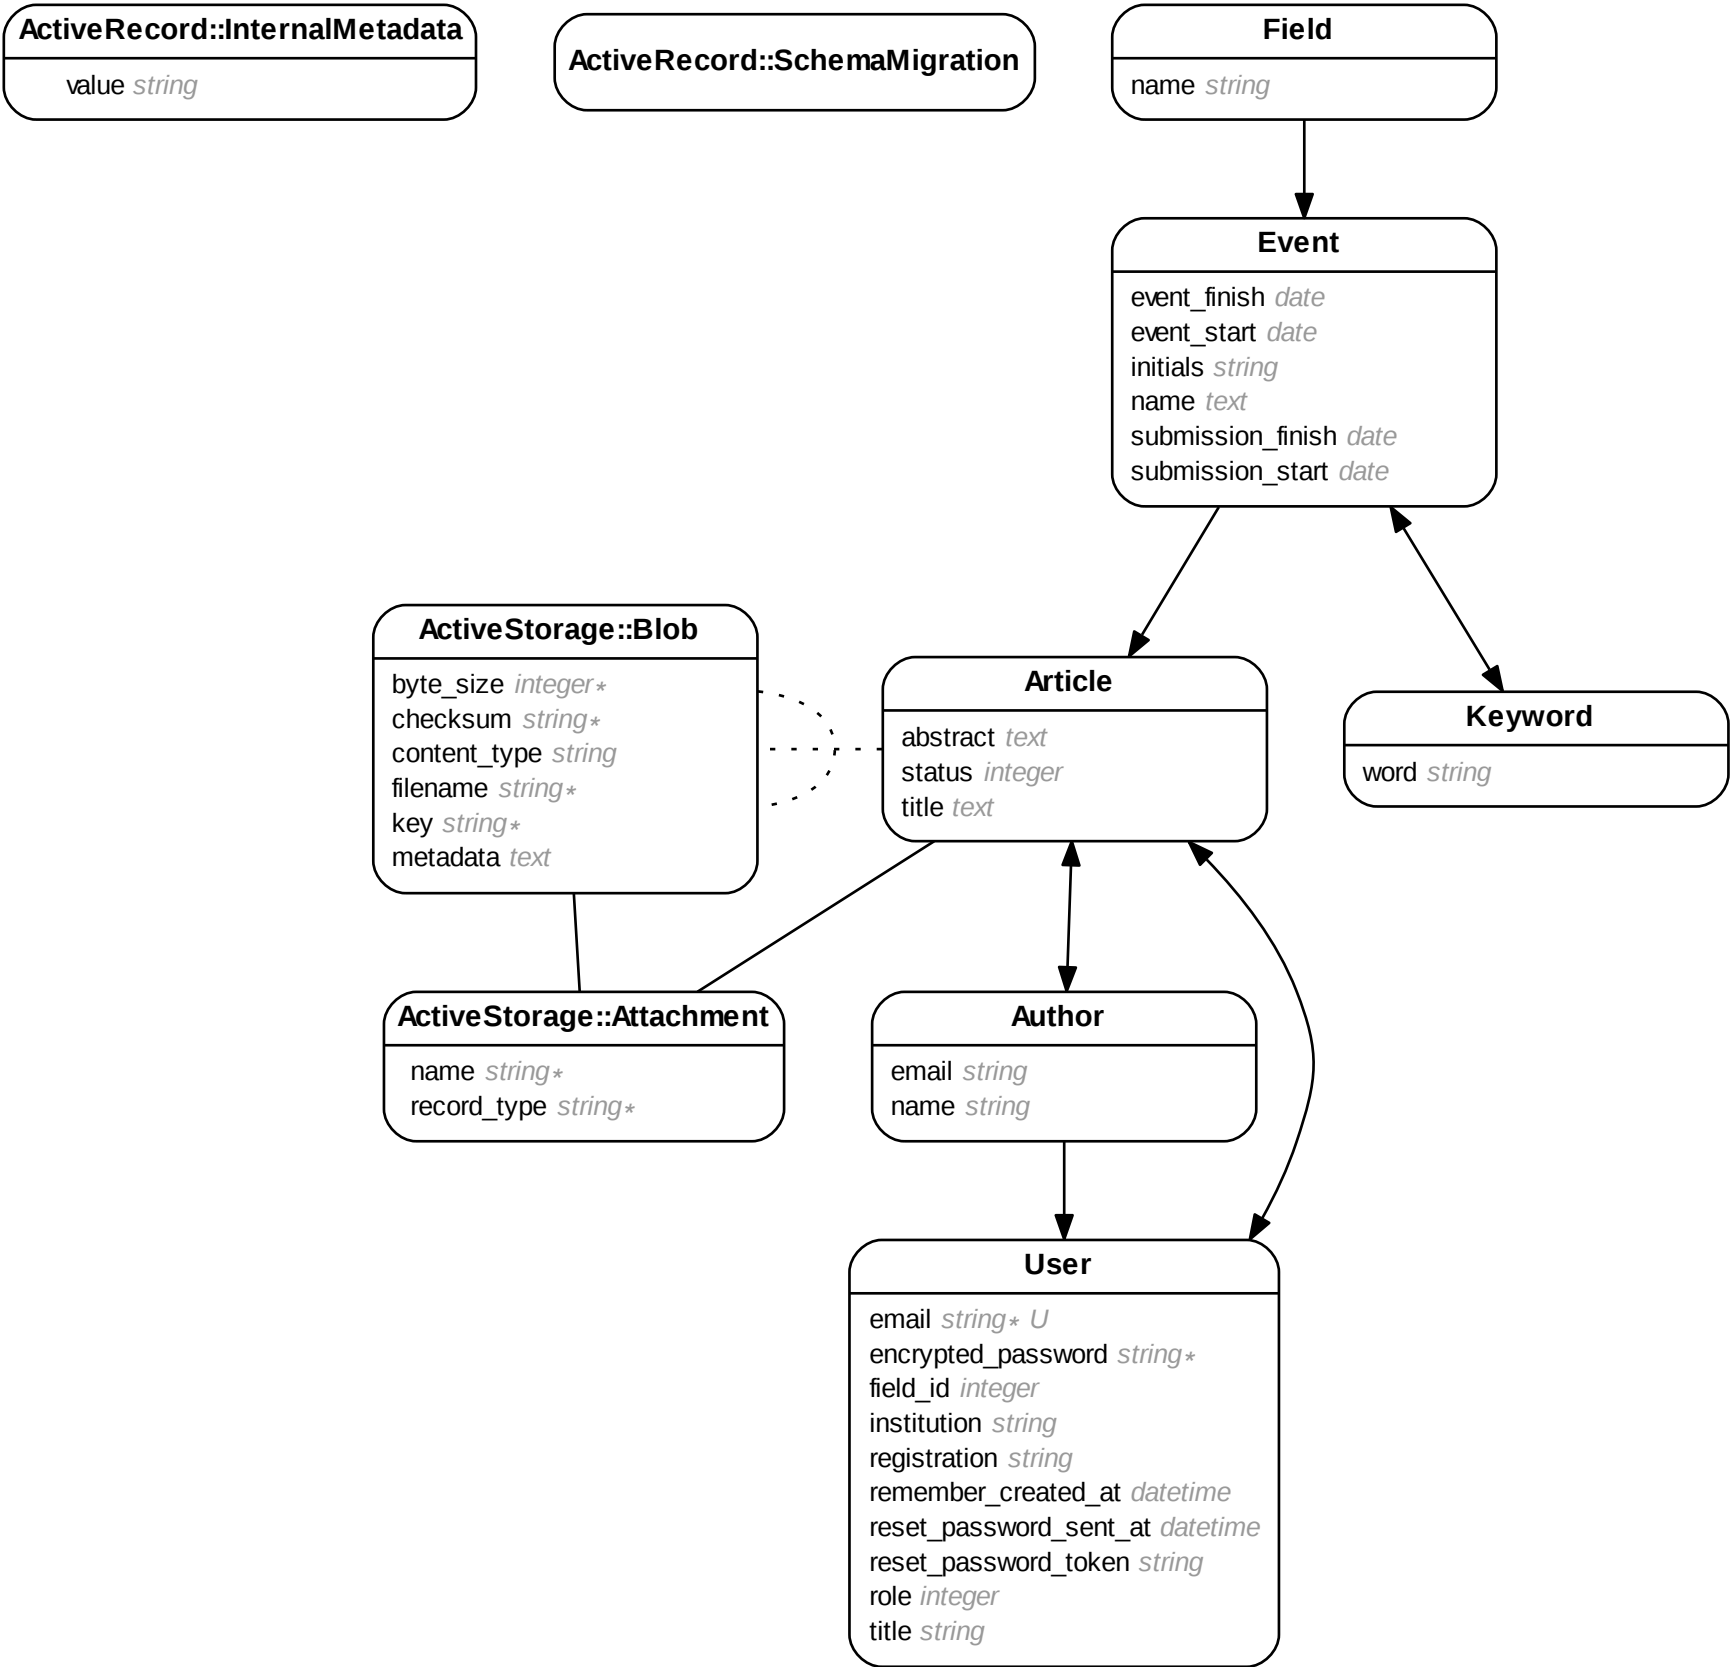 ActiveRecord::InternalMetadata
value string
ActiveRecord::SchemaMigration
Field
name string
Event
event_finish date
event_start date
initials string
name text
submission_finish date
submission_start date
ActiveStorage::Blob
byte_size integer*
checksum string*
content_type string
filename string*
key string*
metadata text
Article
abstract text
status integer
title text
Keyword
word string
ActiveStorage::Attachment
name string*
record_type string*
Author
email string
name string
User
email string* U
encrypted_password string*
field_id integer
institution string
registration string
remember_created_at datetime
reset_password_sent_at datetime
reset_password_token string
role integer
title string